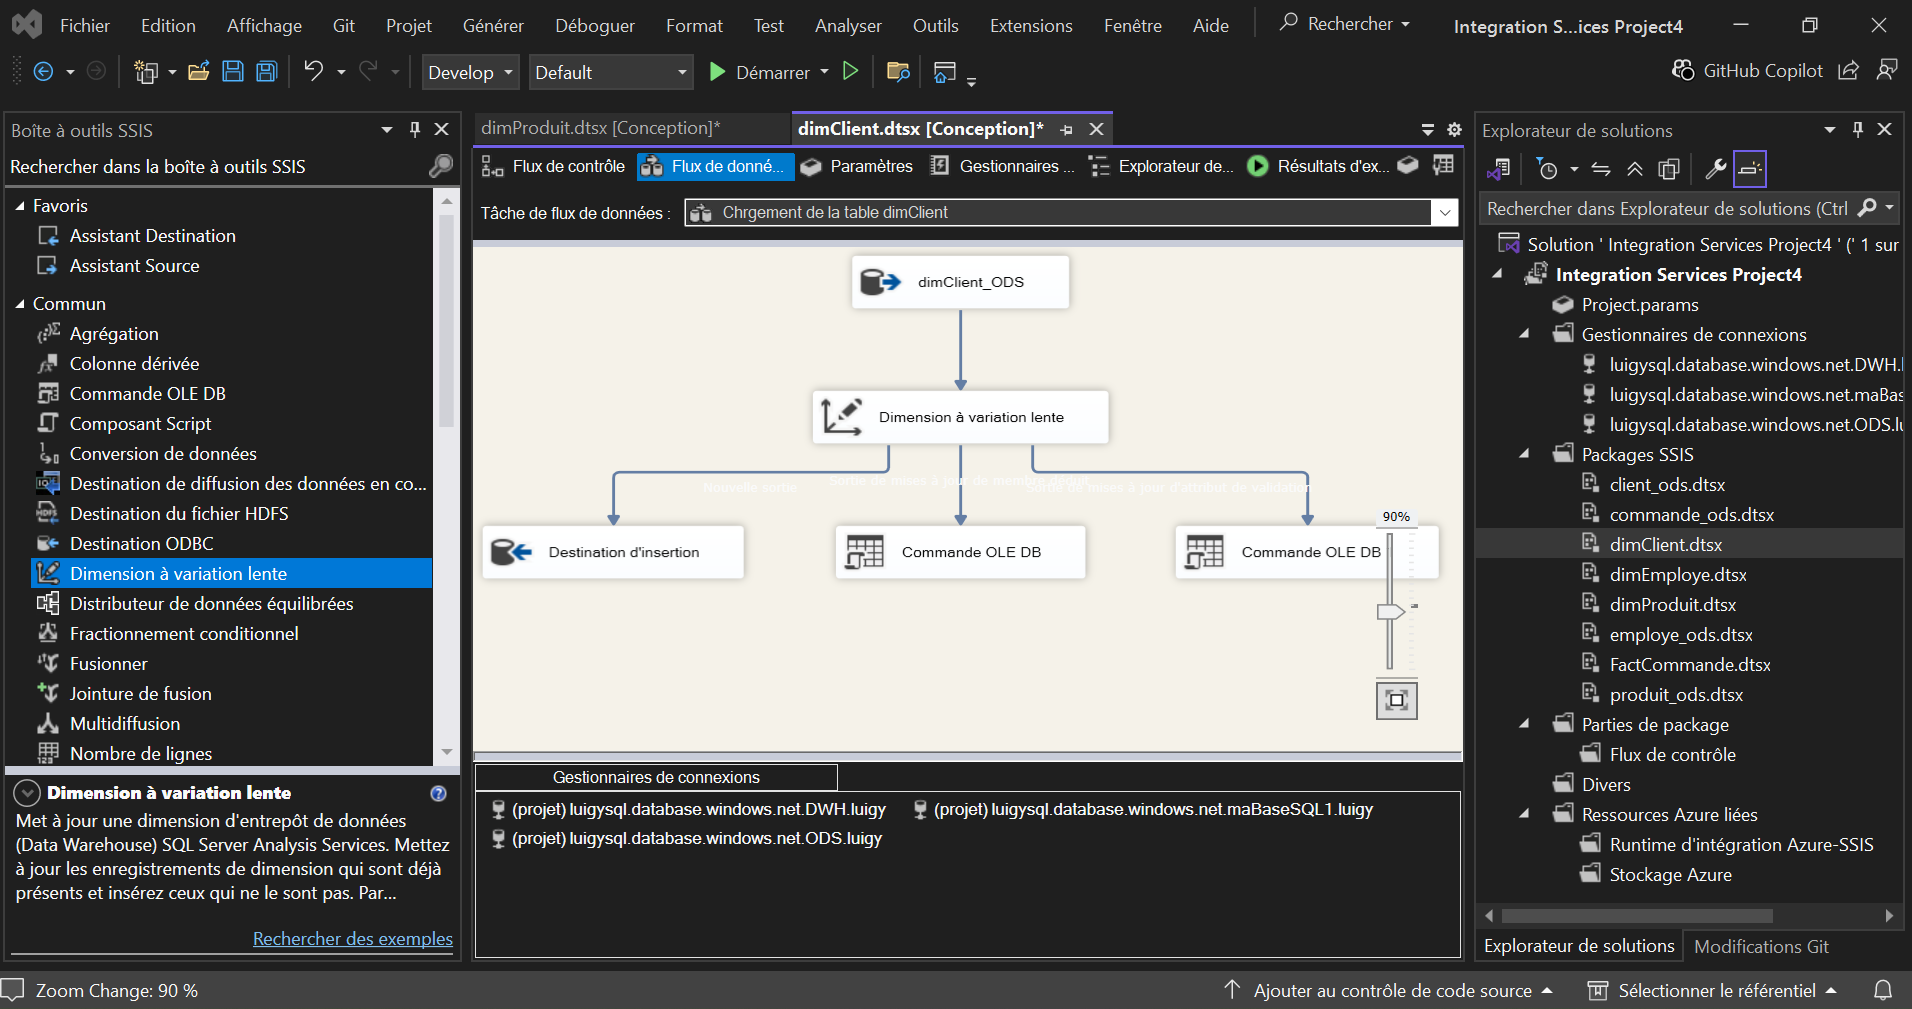 Fichier Edition Affichage Git Projet Générer Déboguer Format Test Analyser Outils Extensions Fenêtre Aide Rechercher Integration S...ices Project4
Develop Default Démarrer GitHub Copilot
Boîte à outils SSIS
Rechercher dans la boîte à outils SSIS
Favoris
Assistant Destination
Assistant Source
Commun
Agrégation
Colonne dérivée
Commande OLE DB
Composant Script
Conversion de données
Destination de diffusion des données en co...
Destination du fichier HDFS
Destination ODBC
Dimension à variation lente
Distributeur de données équilibrées
Fractionnement conditionnel
Fusionner
Jointure de fusion
Multidiffusion
Nombre de lignes
Dimension à variation lente
Met à jour une dimension d'entrepôt de données
(Data Warehouse) SQL Server Analysis Services. Mettez
à jour les enregistrements de dimension qui sont déjà
présents et insérez ceux qui ne le sont pas. Par...
Rechercher des exemples
dimProduit.dtsx [Conception]* dimClient.dtsx [Conception]*
Flux de contrôle Flux de donné... Paramètres Gestionnaires ... Explorateur de... Résultats d'ex...
Tâche de flux de données : Chrgement de la table dimClient
dimClient_ODS
Dimension à variation lente
Nouvelle sortie
Sortie de mises à jour de membre déduit
Sortie de mises à jour d'attribut de validation
Destination d'insertion
Commande OLE DB
Commande OLE DB
90%
Gestionnaires de connexions
(projet) luigysql.database.windows.net.DWH.luigy (projet) luigysql.database.windows.net.maBaseSQL1.luigy
(projet) luigysql.database.windows.net.ODS.luigy
Explorateur de solutions
Rechercher dans Explorateur de solutions (Ctrl
Solution ' Integration Services Project4 ' (' 1 sur
Integration Services Project4
Project.params
Gestionnaires de connexions
luigysql.database.windows.net.DWH.l
luigysql.database.windows.net.maBas
luigysql.database.windows.net.ODS.lu
Packages SSIS
client_ods.dtsx
commande_ods.dtsx
dimClient.dtsx
dimEmploye.dtsx
dimProduit.dtsx
employe_ods.dtsx
FactCommande.dtsx
produit_ods.dtsx
Parties de package
Flux de contrôle
Divers
Ressources Azure liées
Runtime d'intégration Azure-SSIS
Stockage Azure
Explorateur de solutions Modifications Git
Zoom Change: 90 % Ajouter au contrôle de code source Sélectionner le référentiel